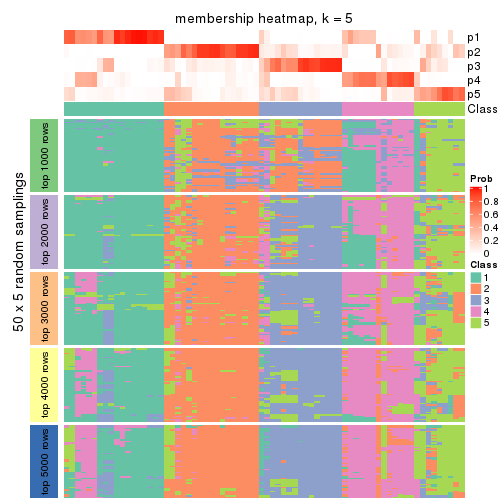 membership heatmap, k = 5
p1
p2
p3
p4
p5
Class
50 x 5 random samplings
top 1000 rows
top 2000 rows
top 3000 rows
top 4000 rows
top 5000 rows
Prob
1
0.8
0.6
0.4
0.2
0
Class
1
2
3
4
5